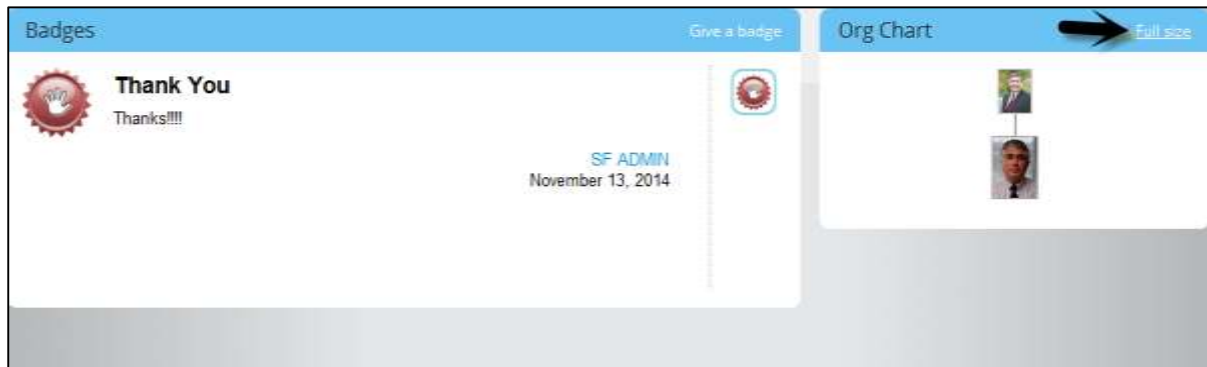 Badges
Give a badge
Thank You
Thanks!!!!
SF ADMIN
November 13, 2014
Org Chart
Full size